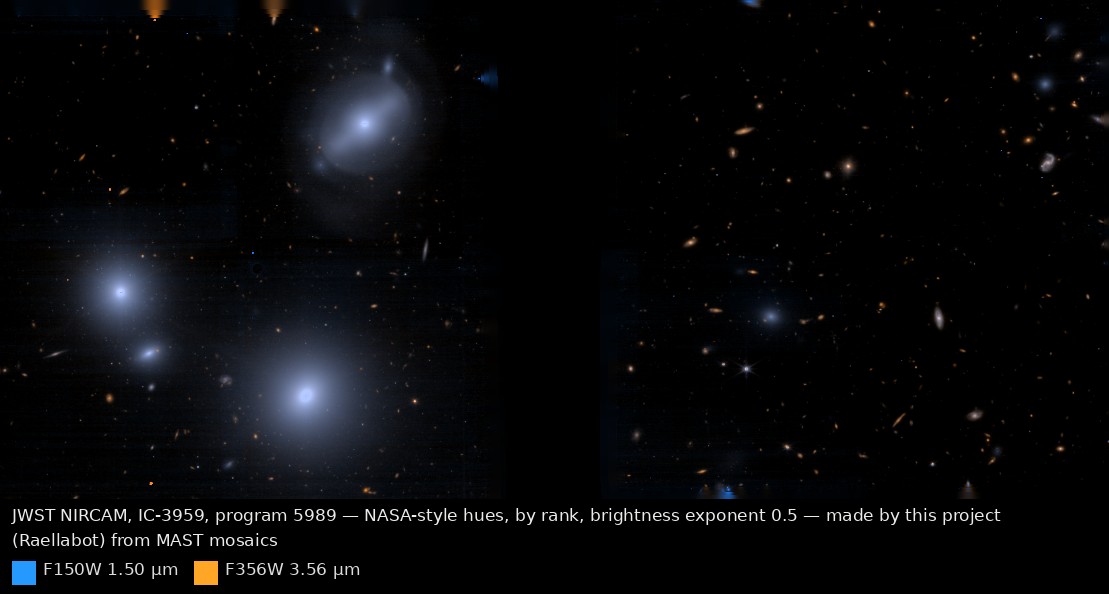 JWST NIRCAM, IC-3959, program 5989 — NASA-style hues, by rank, brightness exponent 0.5 — made by this project
(Raellabot) from MAST mosaics
F150W 1.50 µm F356W 3.56 µm